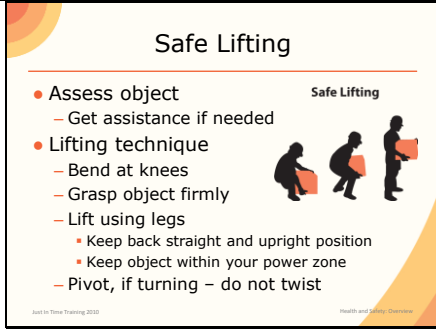 Safe Lifting
● Assess object
– Get assistance if needed
● Lifting technique
– Bend at knees
– Grasp object firmly
– Lift using legs
▪ Keep back straight and upright position
▪ Keep object within your power zone
– Pivot, if turning – do not twist
Safe Lifting
Just In Time Training 2010
Health and Safety: Overview